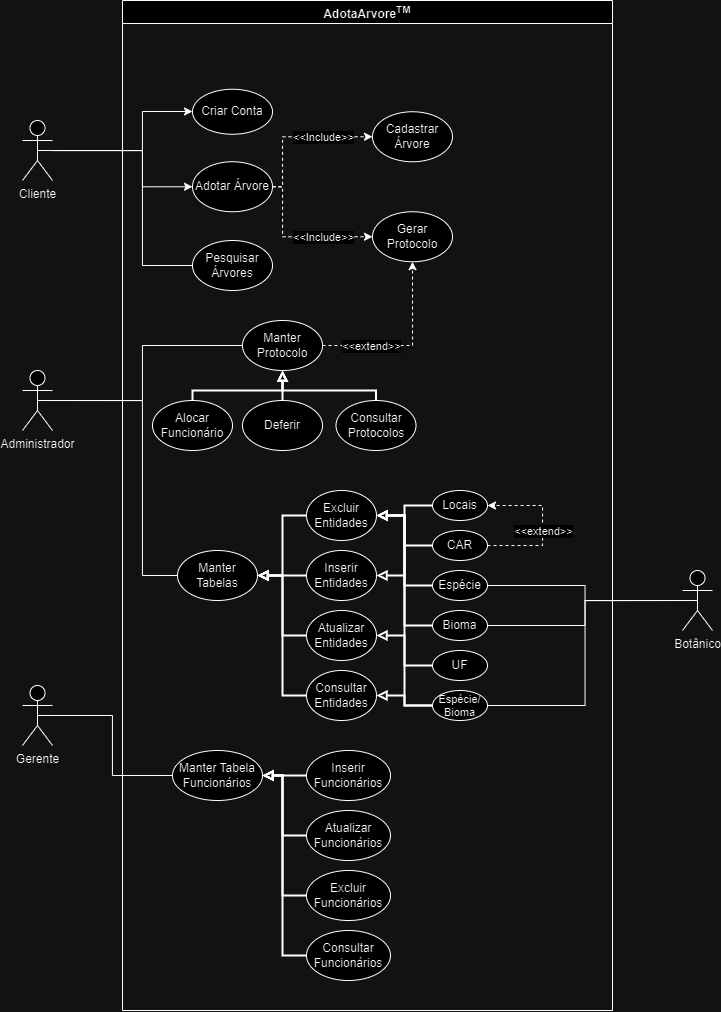 AdotaArvore™
Criar Conta
<<Include>>
Cadastrar
Árvore
Cliente
Adotar Árvore
<<Include>>
Gerar
Protocolo
Pesquisar
Árvores
Manter
Protocolo
<<extend>>
Administrador
Alocar
Funcionário
Deferir
Consultar
Protocolos
Excluir
Entidades
Locais
<<extend>>
CAR
Manter
Tabelas
Inserir
Entidades
Espécie
Atualizar
Entidades
Bioma
Botânico
UF
Consultar
Entidades
Espécie/
Bioma
Gerente
Manter Tabela
Funcionários
Inserir
Funcionários
Atualizar
Funcionários
Excluir
Funcionários
Consultar
Funcionários